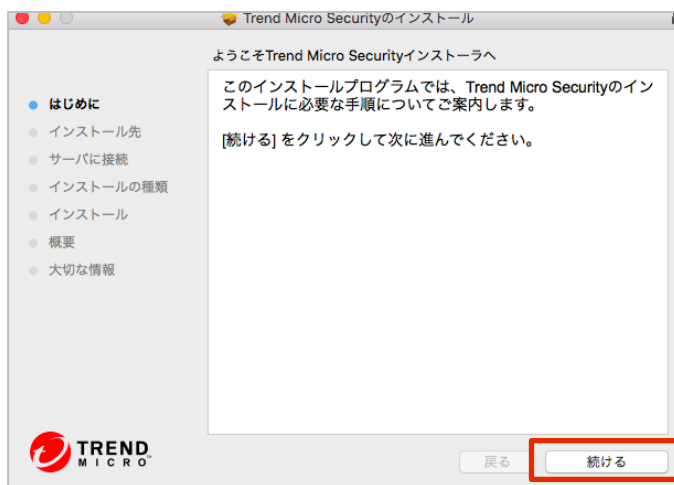 Trend Micro Securityのインストール
ようこそTrend Micro Securityインストーラへ
はじめに
インストール先
サーバに接続
インストールの種類
インストール
概要
大切な情報
このインストールプログラムでは、Trend Micro Securityのイン
ストールに必要な手順についてご案内します。
[続ける] をクリックして次に進んでください。
TREND
MICRO™
戻る
続ける